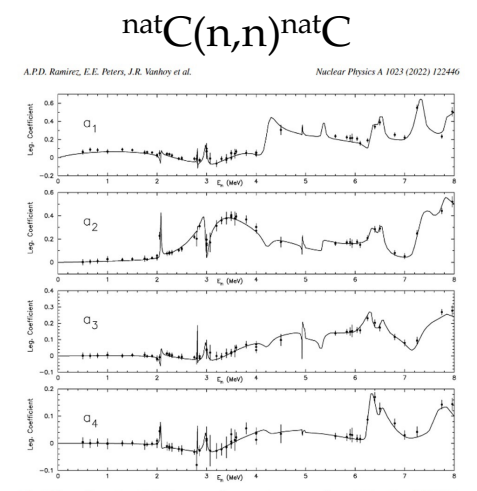 natC(n,n)natC
A.P.D. Ramirez, E.E. Peters, J.R. Vanhoy et al. Nuclear Physics A 1023 (2022) 122446
Leg. Coefficient
0.6
0.4
0.2
0
−0.2
a1
0 1 2 3 4 5 6 7 8
En (MeV)
Leg. Coefficient
0.6
0.4
0.2
0
a2
0 1 2 3 4 5 6 7 8
En (MeV)
Leg. Coefficient
0.4
0.3
0.2
0.1
0
−0.1
a3
0 1 2 3 4 5 6 7 8
En (MeV)
Leg. Coefficient
0.2
0.1
0
−0.1
a4
0 1 2 3 4 5 6 7 8
En (MeV)